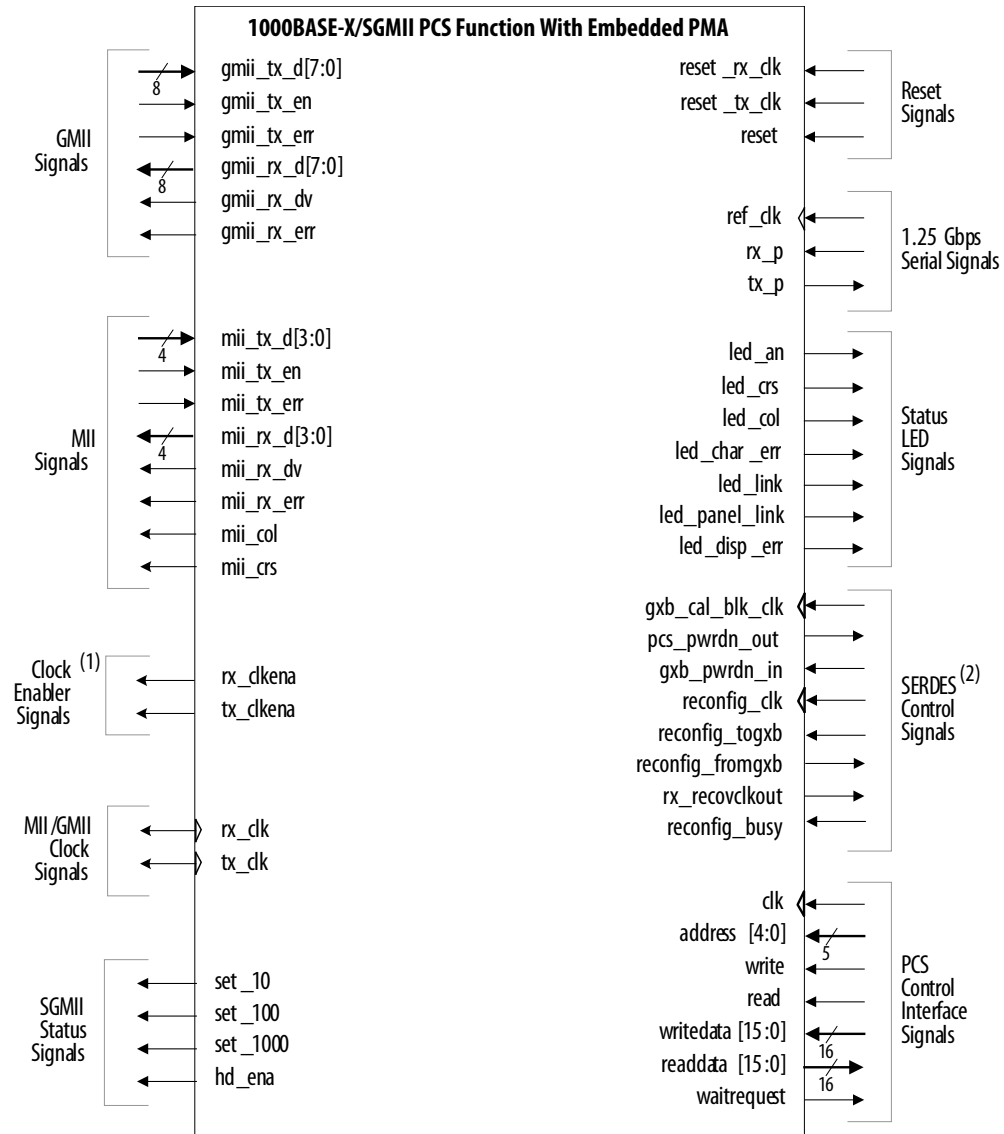 1000BASE-X/SGMII PCS Function With Embedded PMA
GMII
Signals
8
gmii_tx_d[7:0]
gmii_tx_en
gmii_tx_err
8
gmii_rx_d[7:0]
gmii_rx_dv
gmii_rx_err
MII
Signals
4
mii_tx_d[3:0]
mii_tx_en
mii_tx_err
4
mii_rx_d[3:0]
mii_rx_dv
mii_rx_err
mii_col
mii_crs
Clock (1)
Enabler
Signals
rx_clkena
tx_clkena
MII/GMII
Clock
Signals
rx_clk
tx_clk
SGMII
Status
Signals
set_10
set_100
set_1000
hd_ena
reset_rx_clk
reset_tx_clk
reset
Reset
Signals
ref_clk
rx_p
tx_p
1.25 Gbps
Serial Signals
led_an
led_crs
led_col
led_char_err
led_link
led_panel_link
led_disp_err
Status
LED
Signals
gxb_cal_blk_clk
pcs_pwrdn_out
gxb_pwrdn_in
reconfig_clk
reconfig_togxb
reconfig_fromgxb
rx_recovclkout
reconfig_busy
SERDES (2)
Control
Signals
clk
address [4:0]
5
write
read
writedata [15:0]
16
readdata [15:0]
16
waitrequest
PCS
Control
Interface
Signals